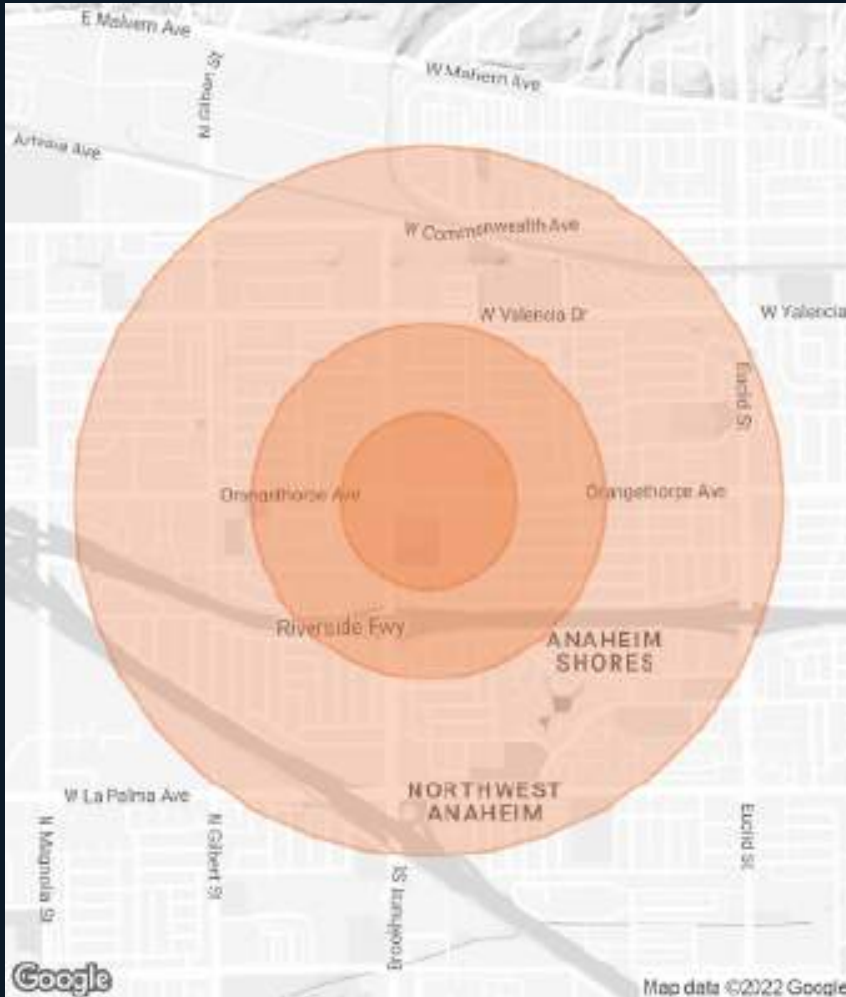 E Malvern Ave
W Malvern Ave
N Gilbert St
Artesia Ave
W Commonwealth Ave
W Valencia Dr
W Valencia
Euclid St
Orangethorpe Ave
Orangethorpe Ave
Riverside Fwy
ANAHEIM
SHORES
NORTHWEST
ANAHEIM
W La Palma Ave
N Magnolia St
N Gilbert St
Brookhurst St
Euclid St
Google
Map data ©2022 Google